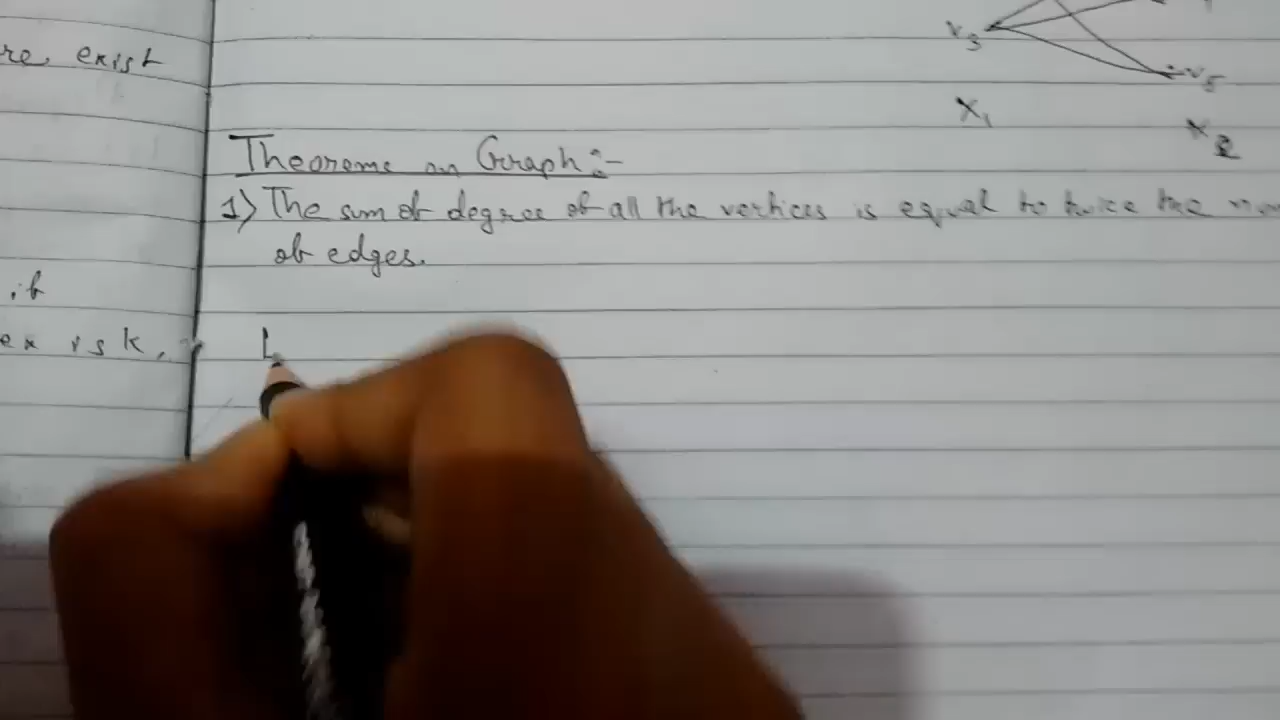 re, exist
if
ex is k,
v3
v5
X1
X2
Theorems on Graph:-
1) The sum of degree of all the vertices is equal to twice the
of edges.